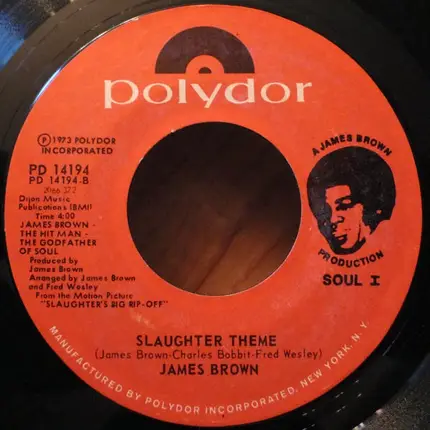 polydor
Ⓟ 1973 POLYDOR
INCORPORATED
PD 14194
PD 14194-B
2066 372
Dijon Music
Publications (BMI)
Time 4:00
JAMES BROWN -
THE HIT MAN -
THE GODFATHER
OF SOUL
Produced by
James Brown
Arranged by James Brown
and Fred Wesley
From the Motion Picture
"SLAUGHTER'S BIG RIP-OFF"
A JAMES BROWN
PRODUCTION
SOUL I
SLAUGHTER THEME
(James Brown-Charles Bobbit-Fred Wesley)
JAMES BROWN
MANUFACTURED BY POLYDOR INCORPORATED, NEW YORK, N.Y.